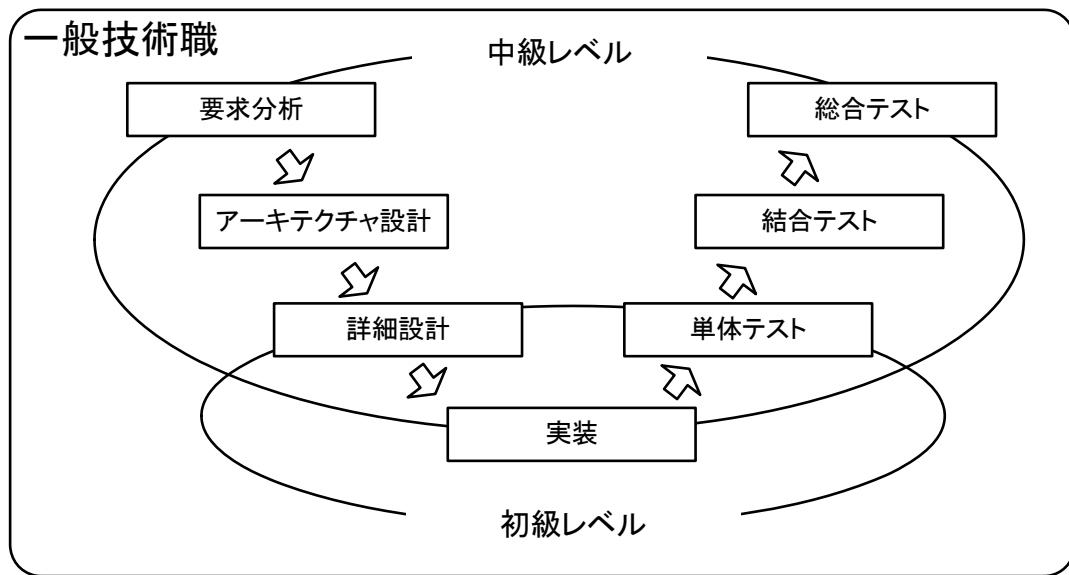 一般技術職
中級レベル
要求分析
総合テスト
アーキテクチャ設計
結合テスト
詳細設計
単体テスト
実装
初級レベル